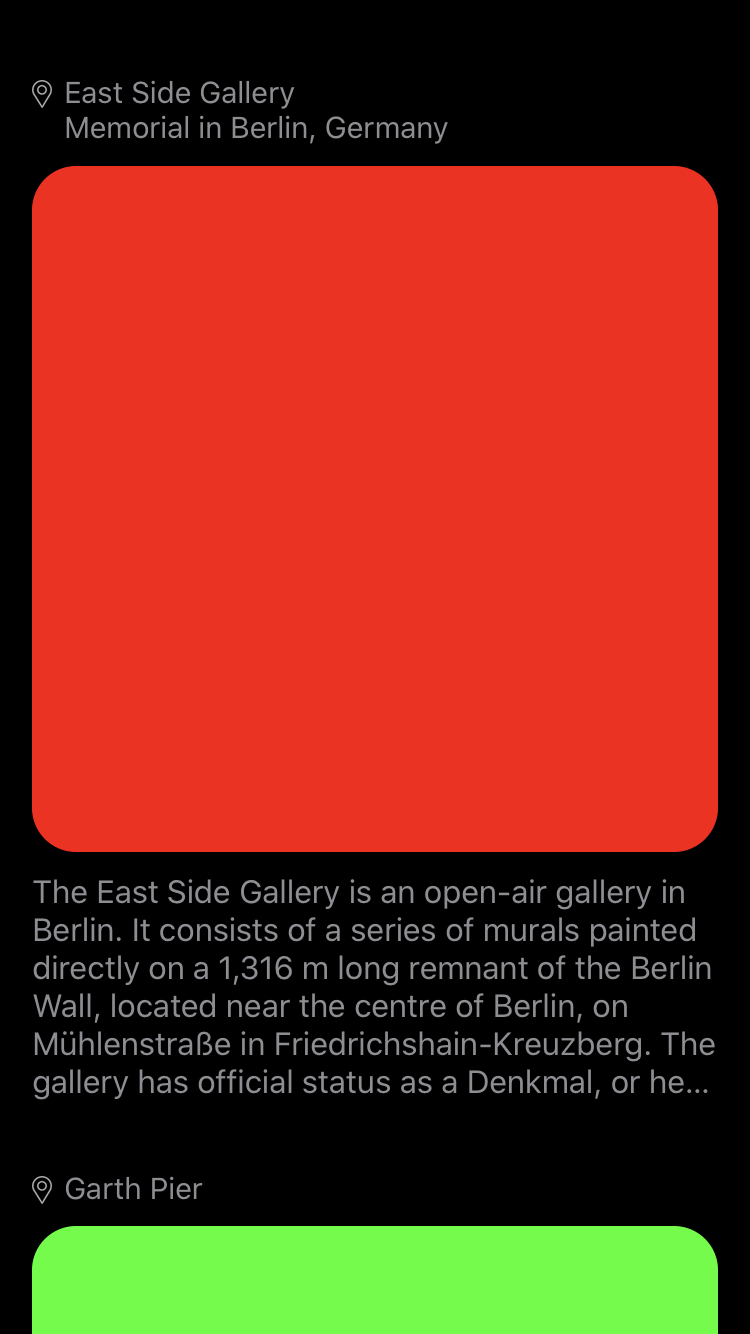 East Side Gallery
Memorial in Berlin, Germany
The East Side Gallery is an open-air gallery in
Berlin. It consists of a series of murals painted
directly on a 1,316 m long remnant of the Berlin
Wall, located near the centre of Berlin, on
Mühlenstraße in Friedrichshain-Kreuzberg. The
gallery has official status as a Denkmal, or he...
Garth Pier